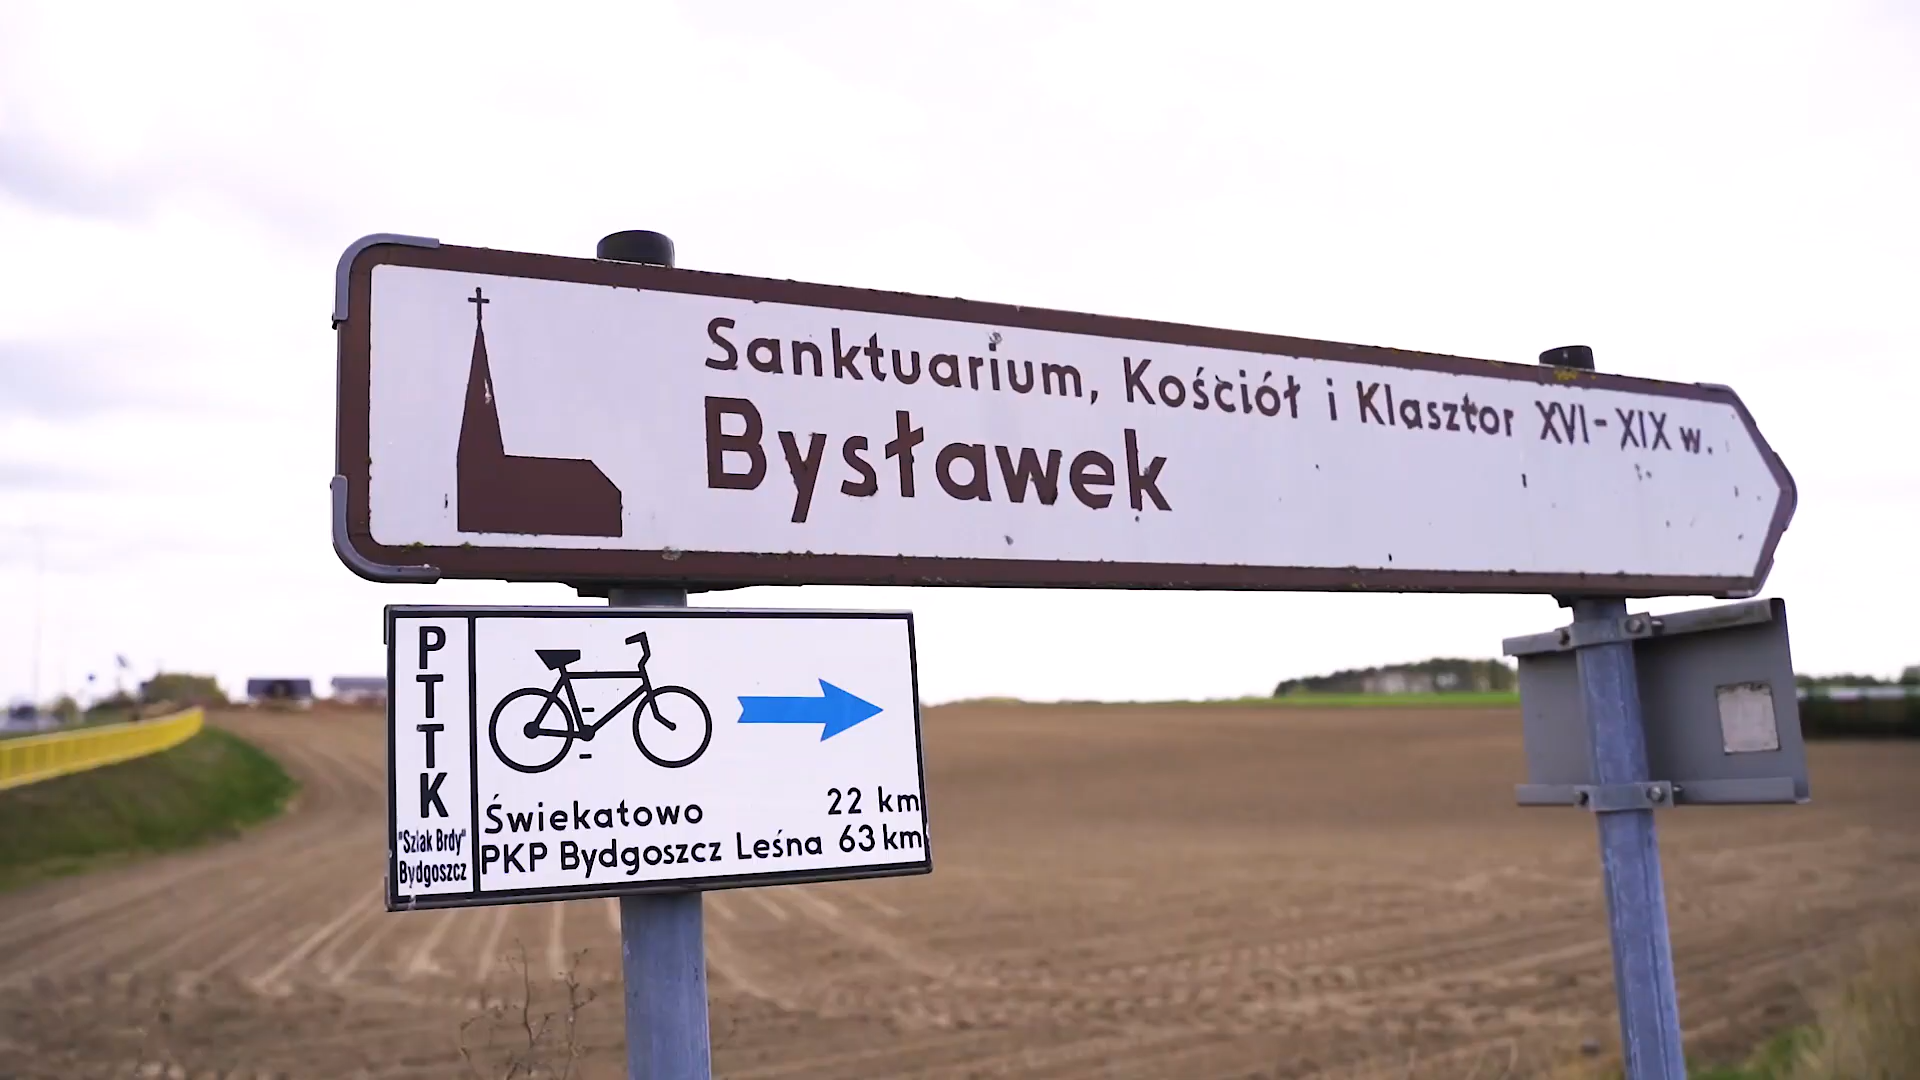 Sanktuarium, Kościół i Klasztor XVI-XIX w.
Bysławek
PTTK
"Szlak Brdy"
Bydgoszcz
Świekatowo 22 km
PKP Bydgoszcz Leśna 63 km